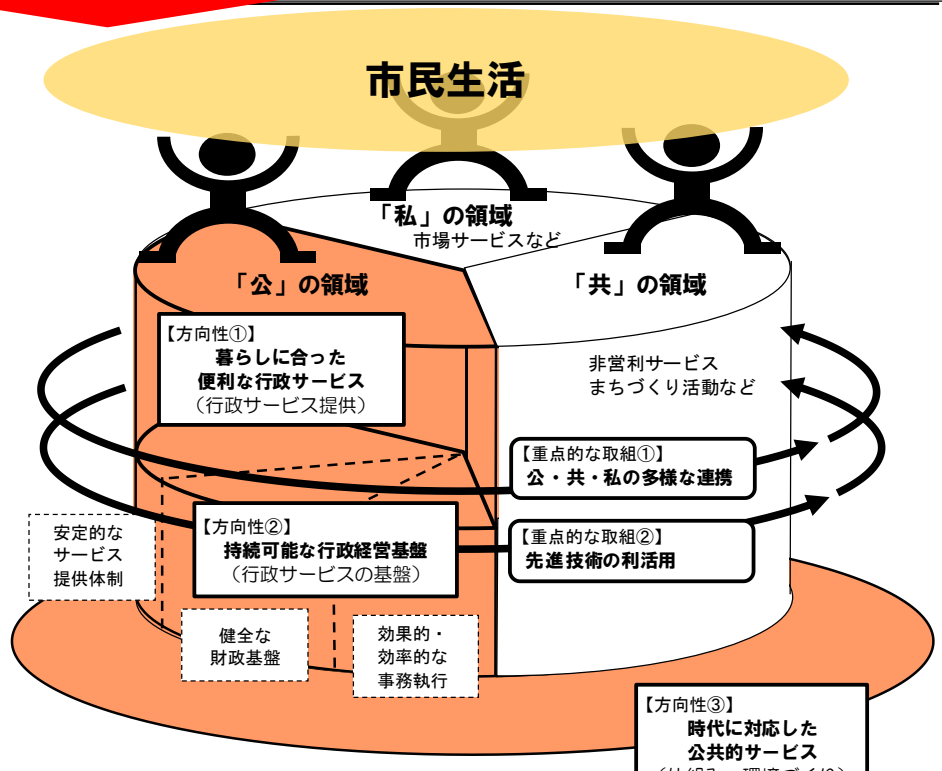 市民生活
「私」の領域
市場サービスなど
「公」の領域
「共」の領域
【方向性①】
暮らしに合った
便利な行政サービス
（行政サービス提供）
非営利サービス
まちづくり活動など
【重点的な取組①】
公・共・私の多様な連携
【方向性②】
持続可能な行政経営基盤
（行政サービスの基盤）
【重点的な取組②】
先進技術の利活用
安定的な
サービス
提供体制
健全な
財政基盤
効果的・
効率的な
事務執行
【方向性③】
時代に対応した
公共的サービス